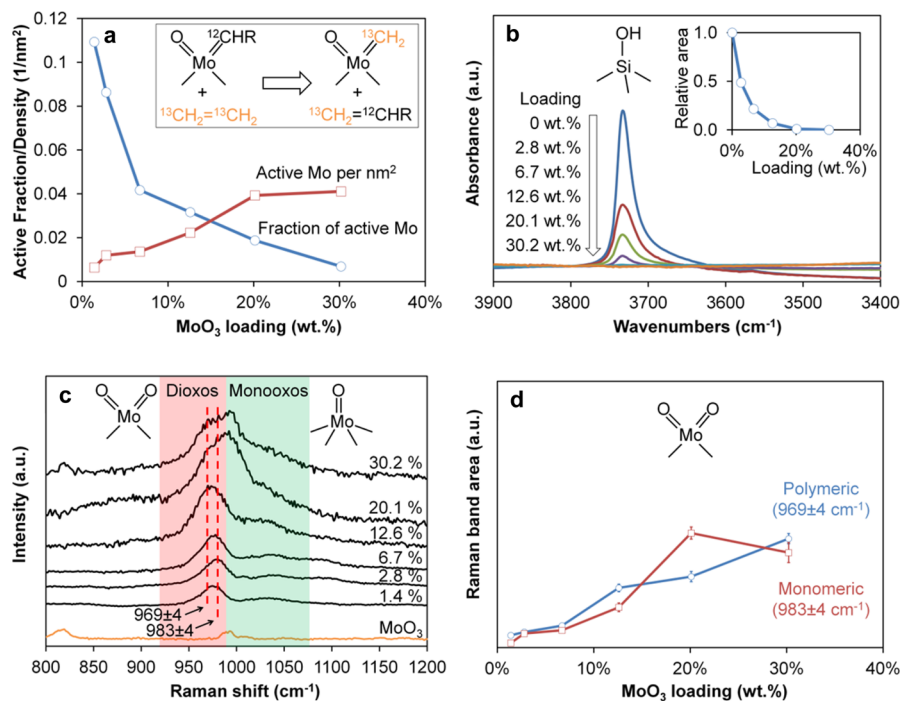 a
Active Fraction/Density (1/nm²)
0.12
0.1
0.08
0.06
0.04
0.02
0
0% 10% 20% 30% 40%
MoO₃ loading (wt.%)
O ¹²CHR
Mo
+
¹³CH₂=¹³CH₂
O ¹³CH₂
Mo
+
¹³CH₂=¹²CHR
Active Mo per nm²
Fraction of active Mo
b
Absorbance (a.u.)
OH
Si
Loading
0 wt.%
2.8 wt.%
6.7 wt.%
12.6 wt.%
20.1 wt.%
30.2 wt.%
Relative area
1.0
0.5
0.0
0% 20% 40%
Loading (wt.%)
3900 3800 3700 3600 3500 3400
Wavenumbers (cm⁻¹)
c
Intensity (a.u.)
O O
Mo
Dioxos Monooxos
O
Mo
30.2 %
20.1 %
12.6 %
6.7 %
2.8 %
1.4 %
969±4
983±4
MoO₃
800 850 900 950 1000 1050 1100 1150 1200
Raman shift (cm⁻¹)
d
Raman band area (a.u.)
O O
Mo
Polymeric
(969±4 cm⁻¹)
Monomeric
(983±4 cm⁻¹)
0% 10% 20% 30% 40%
MoO₃ loading (wt.%)